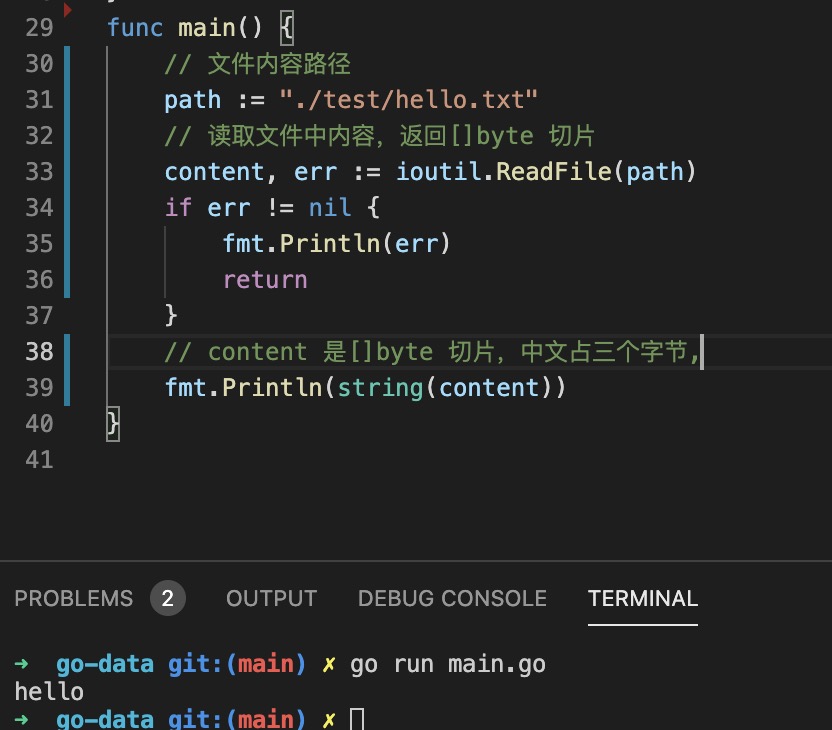 29 func main() {
30 // 文件内容路径
31 path := "./test/hello.txt"
32 // 读取文件中内容，返回[]byte 切片
33 content, err := ioutil.ReadFile(path)
34 if err != nil {
35 fmt.Println(err)
36 return
37 }
38 // content 是[]byte 切片，中文占三个字节,
39 fmt.Println(string(content))
40 }
41
PROBLEMS 2 OUTPUT DEBUG CONSOLE TERMINAL
➜ go-data git:(main) ✗ go run main.go
hello
➜ go-data git:(main) ✗